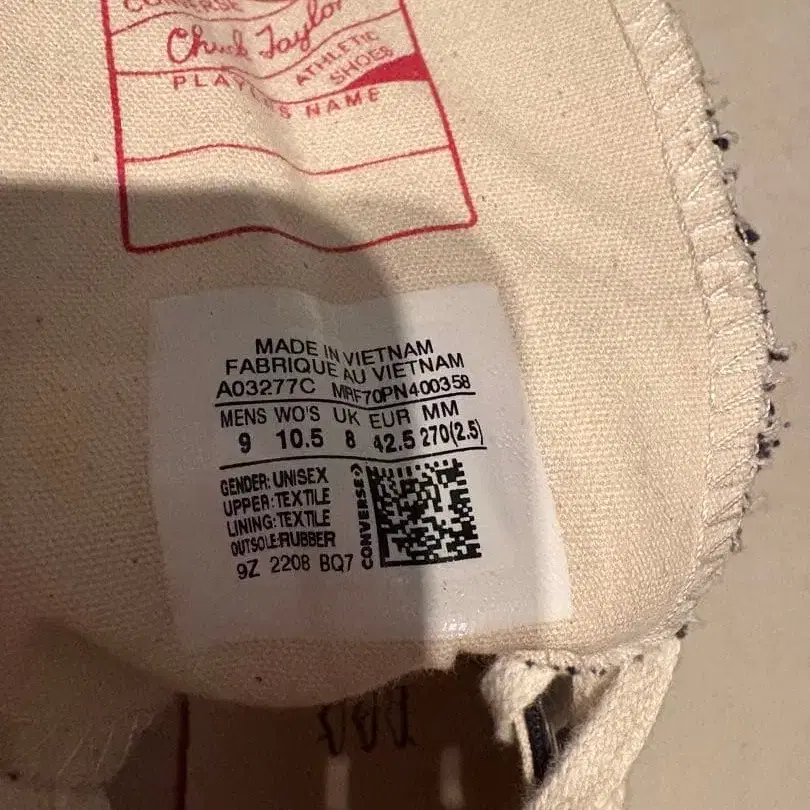 CONVERSE
Chuck Taylor
ATHLETIC
SHOES
PLAYER'S NAME
MADE IN VIETNAM
FABRIQUE AU VIETNAM
A03277C MRF70PN400358
MENS WO'S UK EUR MM
9 10.5 8 42.5 270(2.5)
GENDER: UNISEX
UPPER:TEXTILE
LINING:TEXTILE
OUTSOLE:RUBBER
9Z 2208 BQ7
CONVERSE